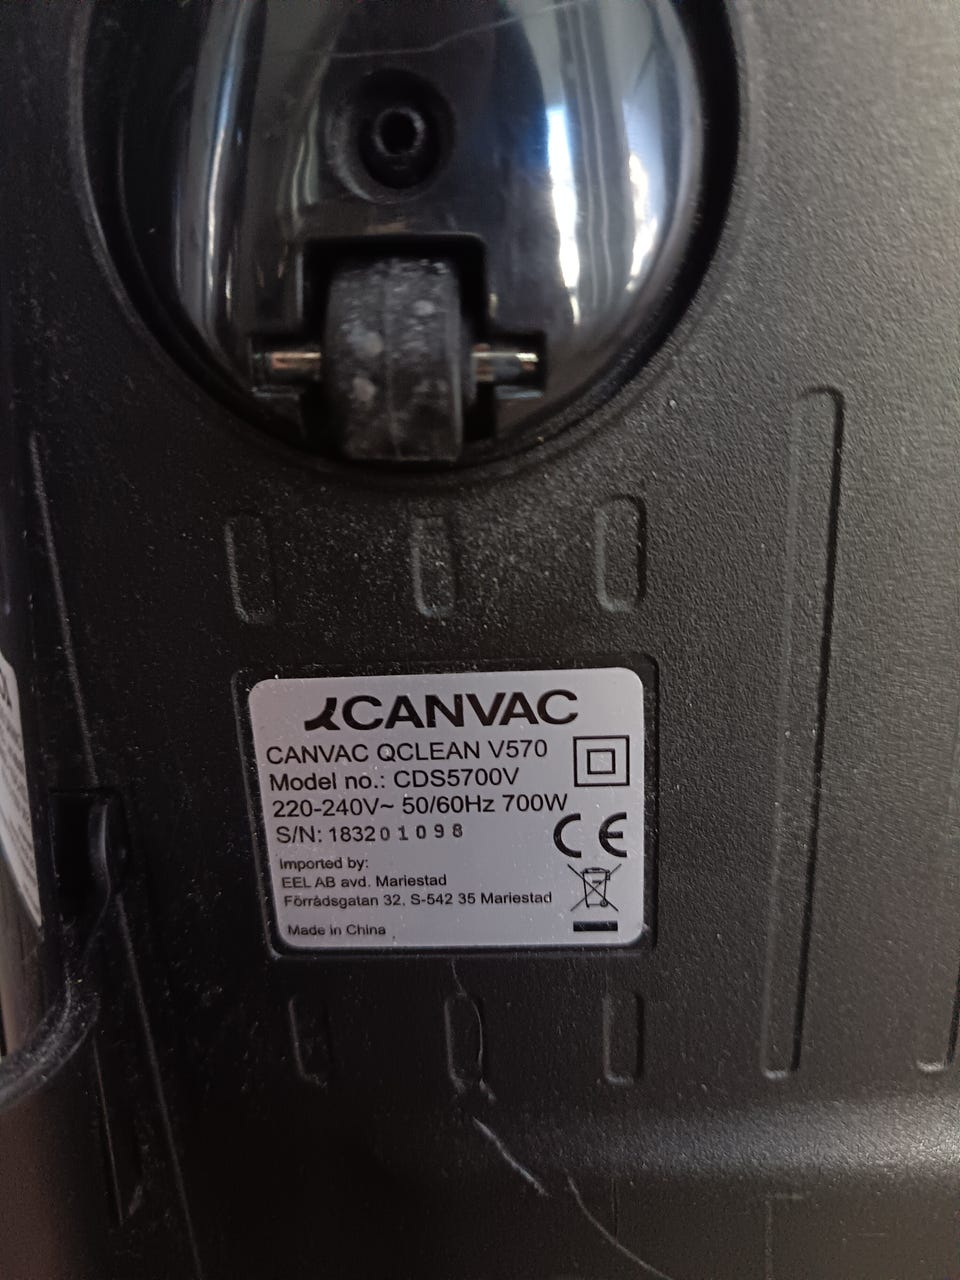 CANVAC
CANVAC QCLEAN V570
Model no.: CDS5700V
220-240V~ 50/60Hz 700W
S/N: 183201098
CE
Imported by:
EEL AB avd. Mariestad
Förrådsgatan 32, S-542 35 Mariestad
Made in China